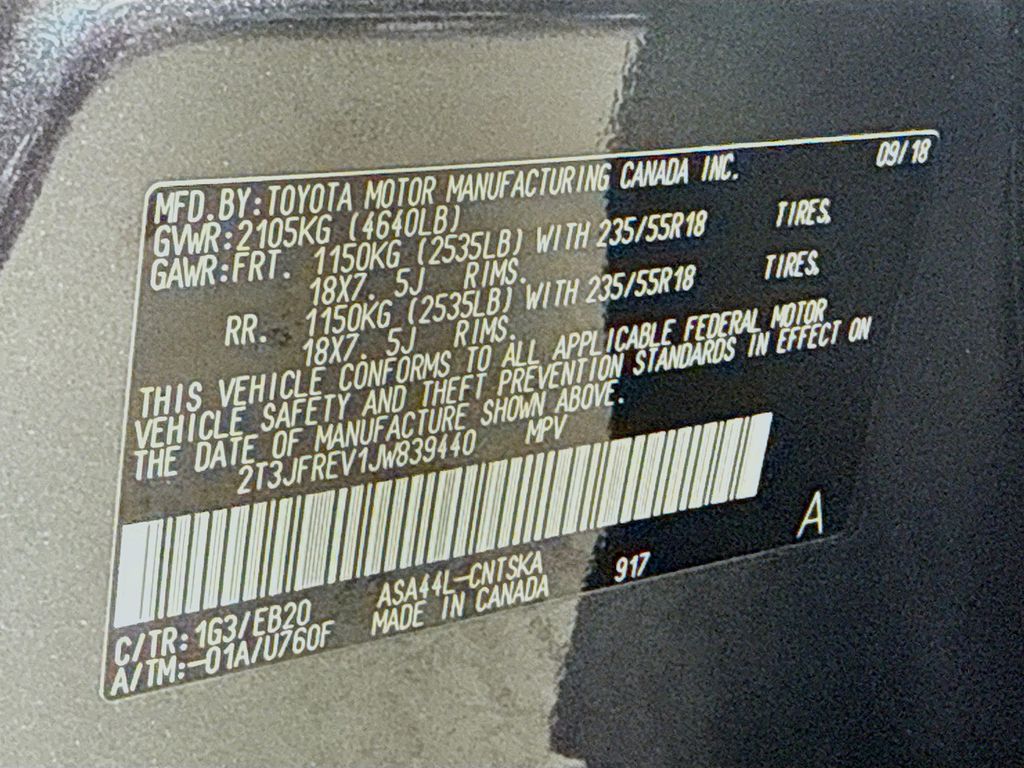 MFD.BY:TOYOTA MOTOR MANUFACTURING CANADA INC. 09/18
GVWR:2105KG (4640LB)
GAWR:FRT. 1150KG (2535LB) WITH 235/55R18 TIRES.
18X7. 5J RIMS.
RR. 1150KG (2535LB) WITH 235/55R18 TIRES.
18X7. 5J RIMS.
THIS VEHICLE CONFORMS TO ALL APPLICABLE FEDERAL MOTOR
VEHICLE SAFETY AND THEFT PREVENTION STANDARDS IN EFFECT ON
THE DATE OF MANUFACTURE SHOWN ABOVE.
2T3JFREV1JW839440 MPV
A
C/TR:1G3/EB20 ASA44L-CNTSKA 917
A/TM:-01A/U760F MADE IN CANADA